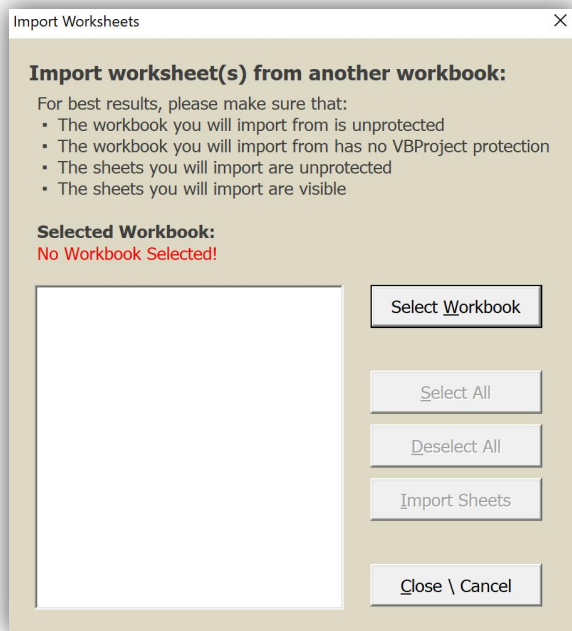 Import Worksheets
Import worksheet(s) from another workbook:
For best results, please make sure that:
▪ The workbook you will import from is unprotected
▪ The workbook you will import from has no VBProject protection
▪ The sheets you will import are unprotected
▪ The sheets you will import are visible
Selected Workbook:
No Workbook Selected!
Select Workbook
Select All
Deselect All
Import Sheets
Close \ Cancel